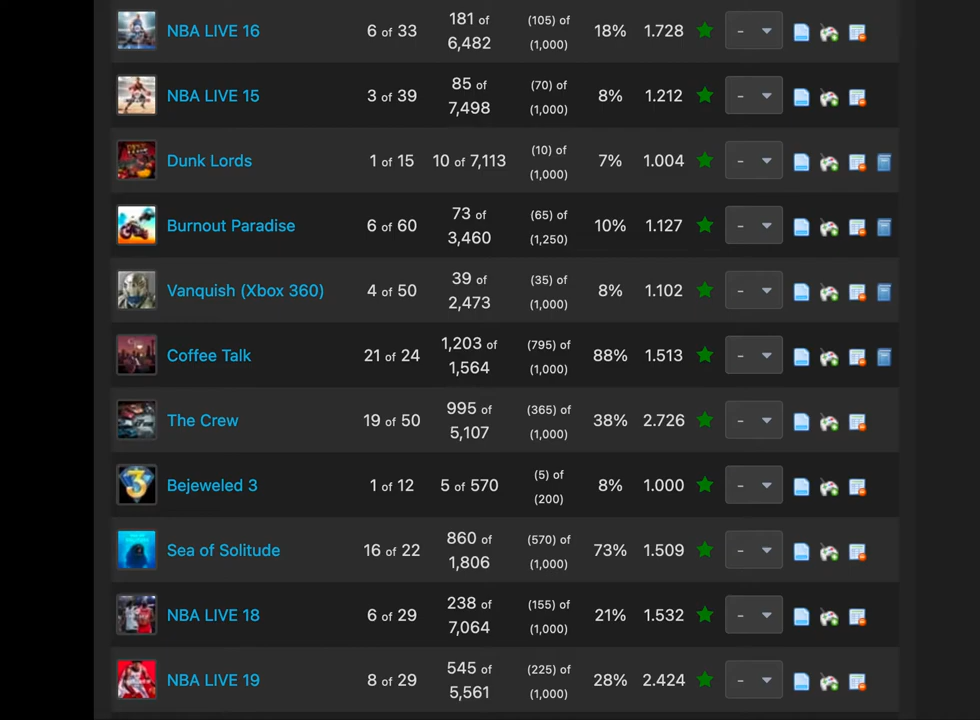 NBA LIVE 16 6 of 33 181 of 6,482 (105) of (1,000) 18% 1.728 -
NBA LIVE 15 3 of 39 85 of 7,498 (70) of (1,000) 8% 1.212 -
Dunk Lords 1 of 15 10 of 7,113 (10) of (1,000) 7% 1.004 -
Burnout Paradise 6 of 60 73 of 3,460 (65) of (1,250) 10% 1.127 -
Vanquish (Xbox 360) 4 of 50 39 of 2,473 (35) of (1,000) 8% 1.102 -
Coffee Talk 21 of 24 1,203 of 1,564 (795) of (1,000) 88% 1.513 -
The Crew 19 of 50 995 of 5,107 (365) of (1,000) 38% 2.726 -
Bejeweled 3 1 of 12 5 of 570 (5) of (200) 8% 1.000 -
Sea of Solitude 16 of 22 860 of 1,806 (570) of (1,000) 73% 1.509 -
NBA LIVE 18 6 of 29 238 of 7,064 (155) of (1,000) 21% 1.532 -
NBA LIVE 19 8 of 29 545 of 5,561 (225) of (1,000) 28% 2.424 -